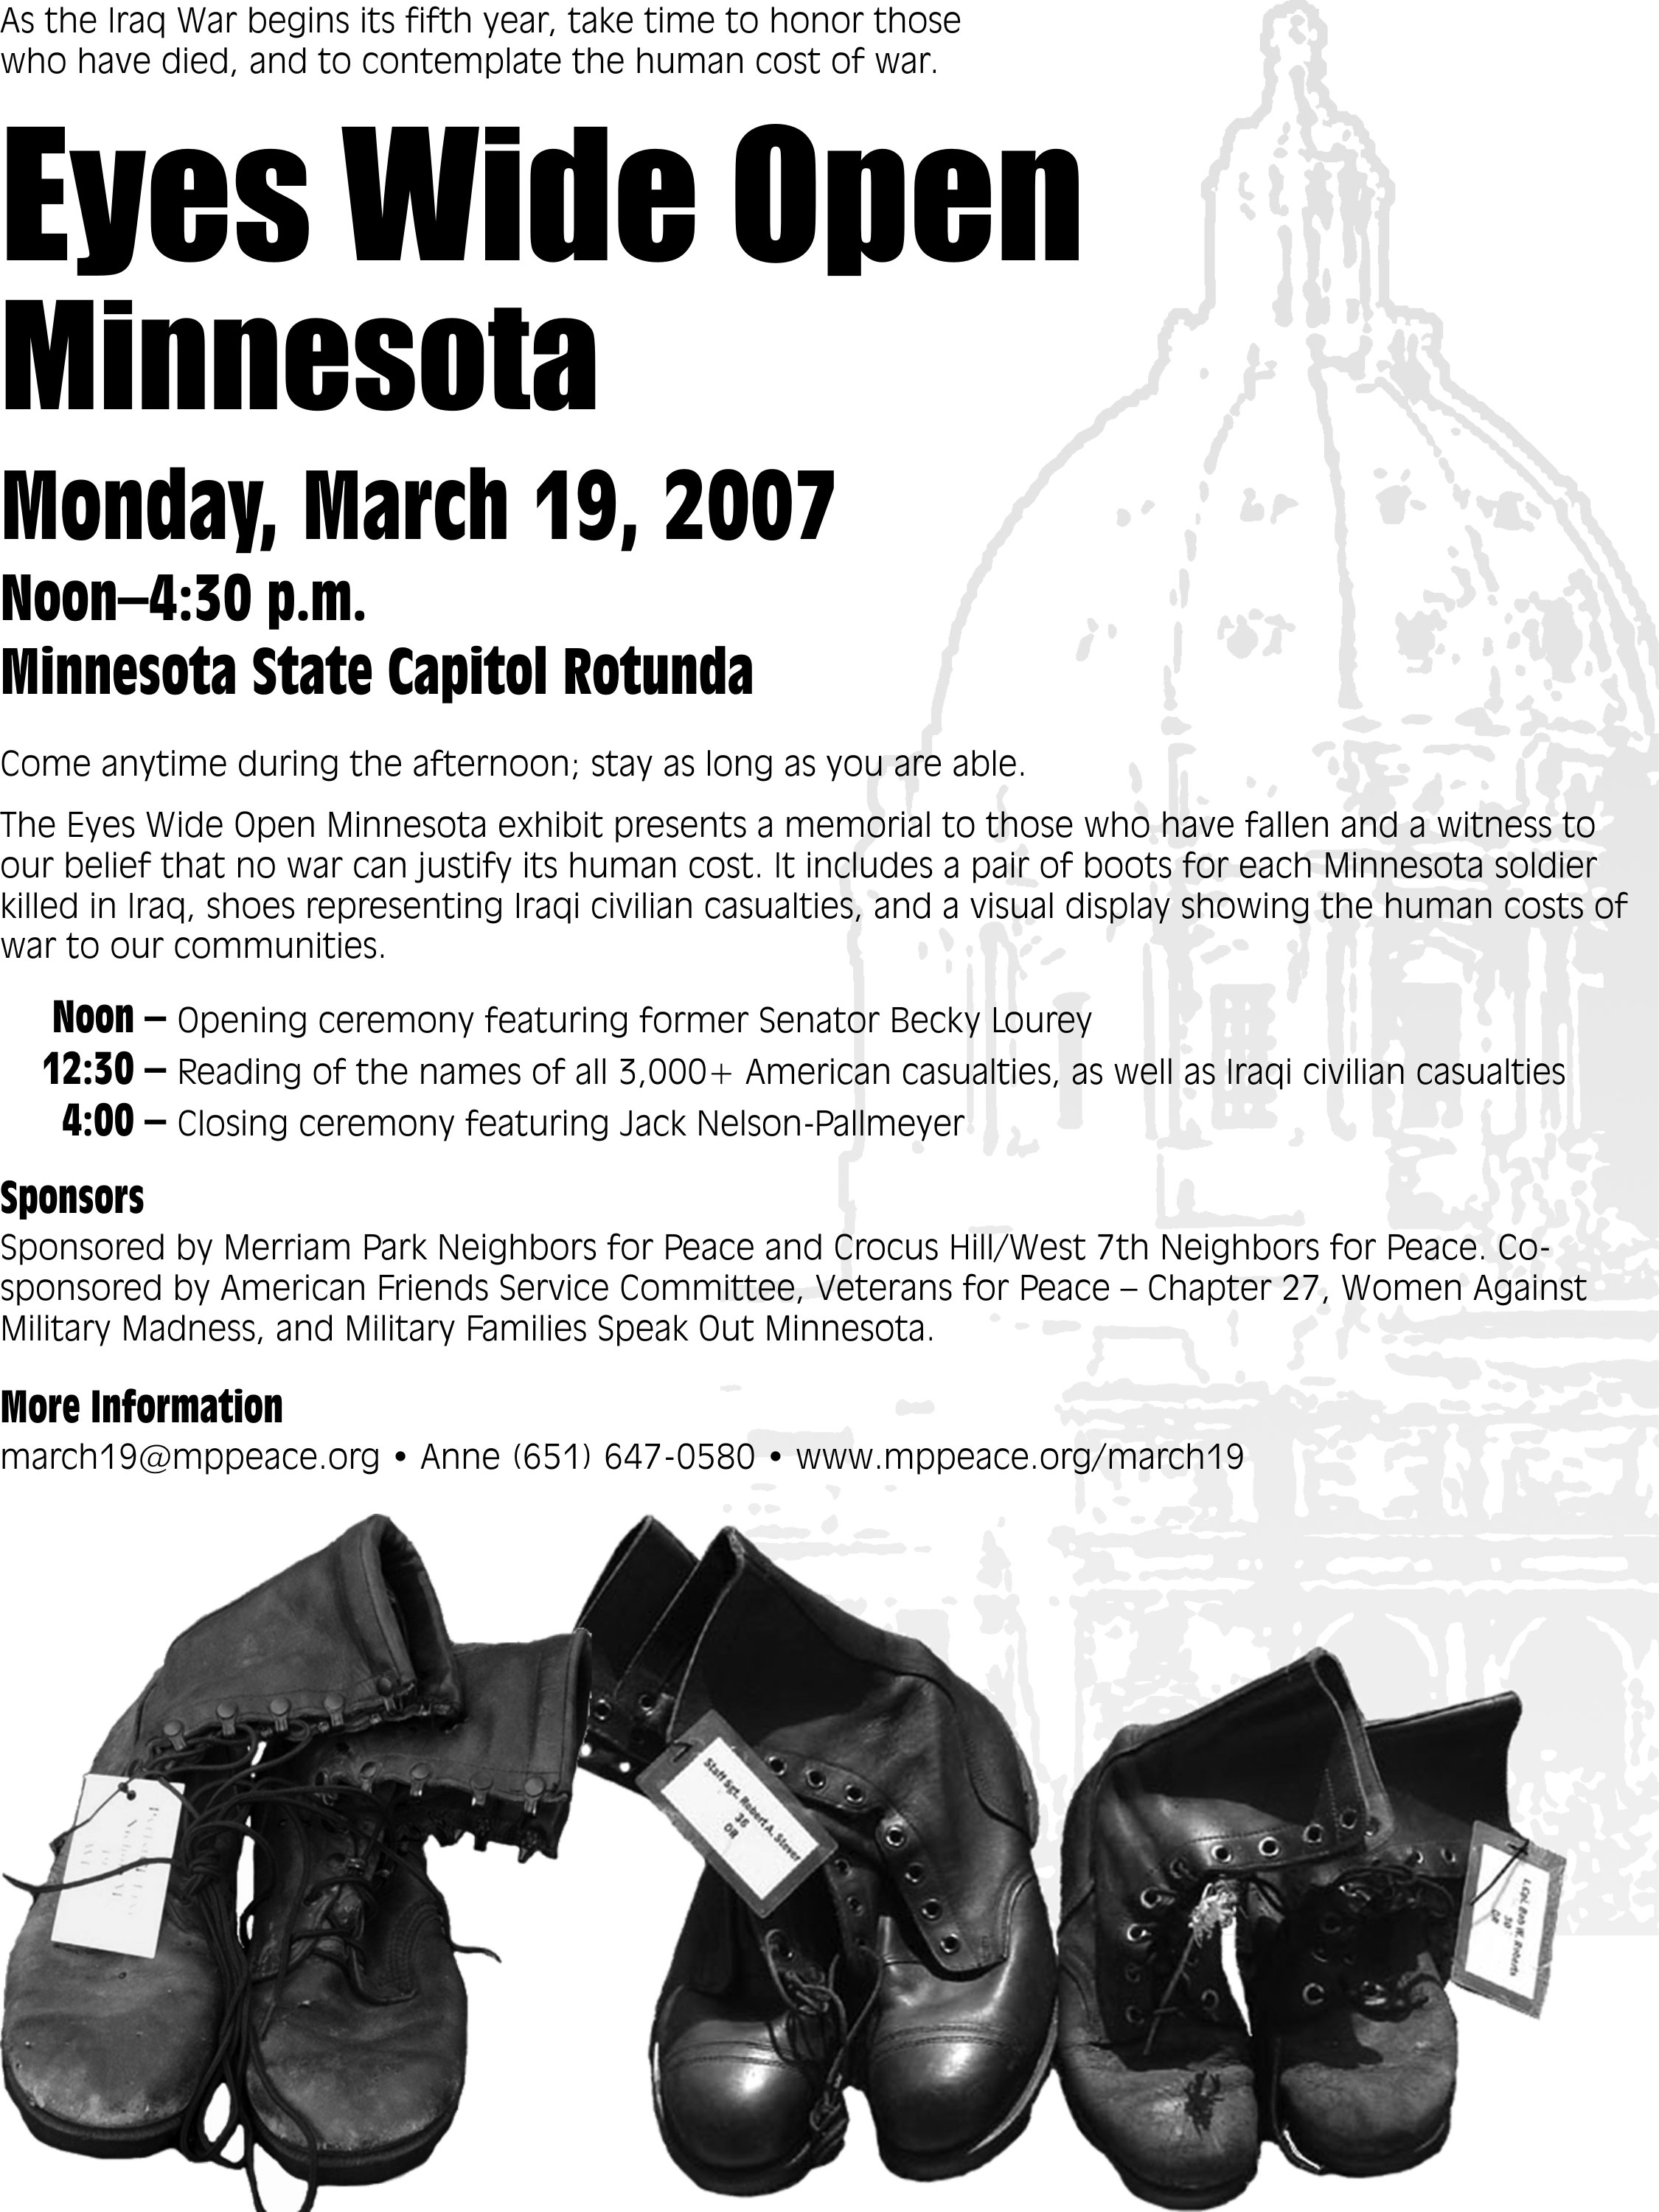 As the Iraq War begins its fifth year, take time to honor those
who have died, and to contemplate the human cost of war.
Eyes Wide Open
Minnesota
Monday, March 19, 2007
Noon–4:30 p.m.
Minnesota State Capitol Rotunda
Come anytime during the afternoon; stay as long as you are able.
The Eyes Wide Open Minnesota exhibit presents a memorial to those who have fallen and a witness to
our belief that no war can justify its human cost. It includes a pair of boots for each Minnesota soldier
killed in Iraq, shoes representing Iraqi civilian casualties, and a visual display showing the human costs of
war to our communities.
Noon – Opening ceremony featuring former Senator Becky Lourey
12:30 – Reading of the names of all 3,000+ American casualties, as well as Iraqi civilian casualties
4:00 – Closing ceremony featuring Jack Nelson-Pallmeyer
Sponsors
Sponsored by Merriam Park Neighbors for Peace and Crocus Hill/West 7th Neighbors for Peace. Co-
sponsored by American Friends Service Committee, Veterans for Peace – Chapter 27, Women Against
Military Madness, and Military Families Speak Out Minnesota.
More Information
march19@mppeace.org • Anne (651) 647-0580 • www.mppeace.org/march19
Staff Sgt. Robert A. Stover
36
OR
30
OR